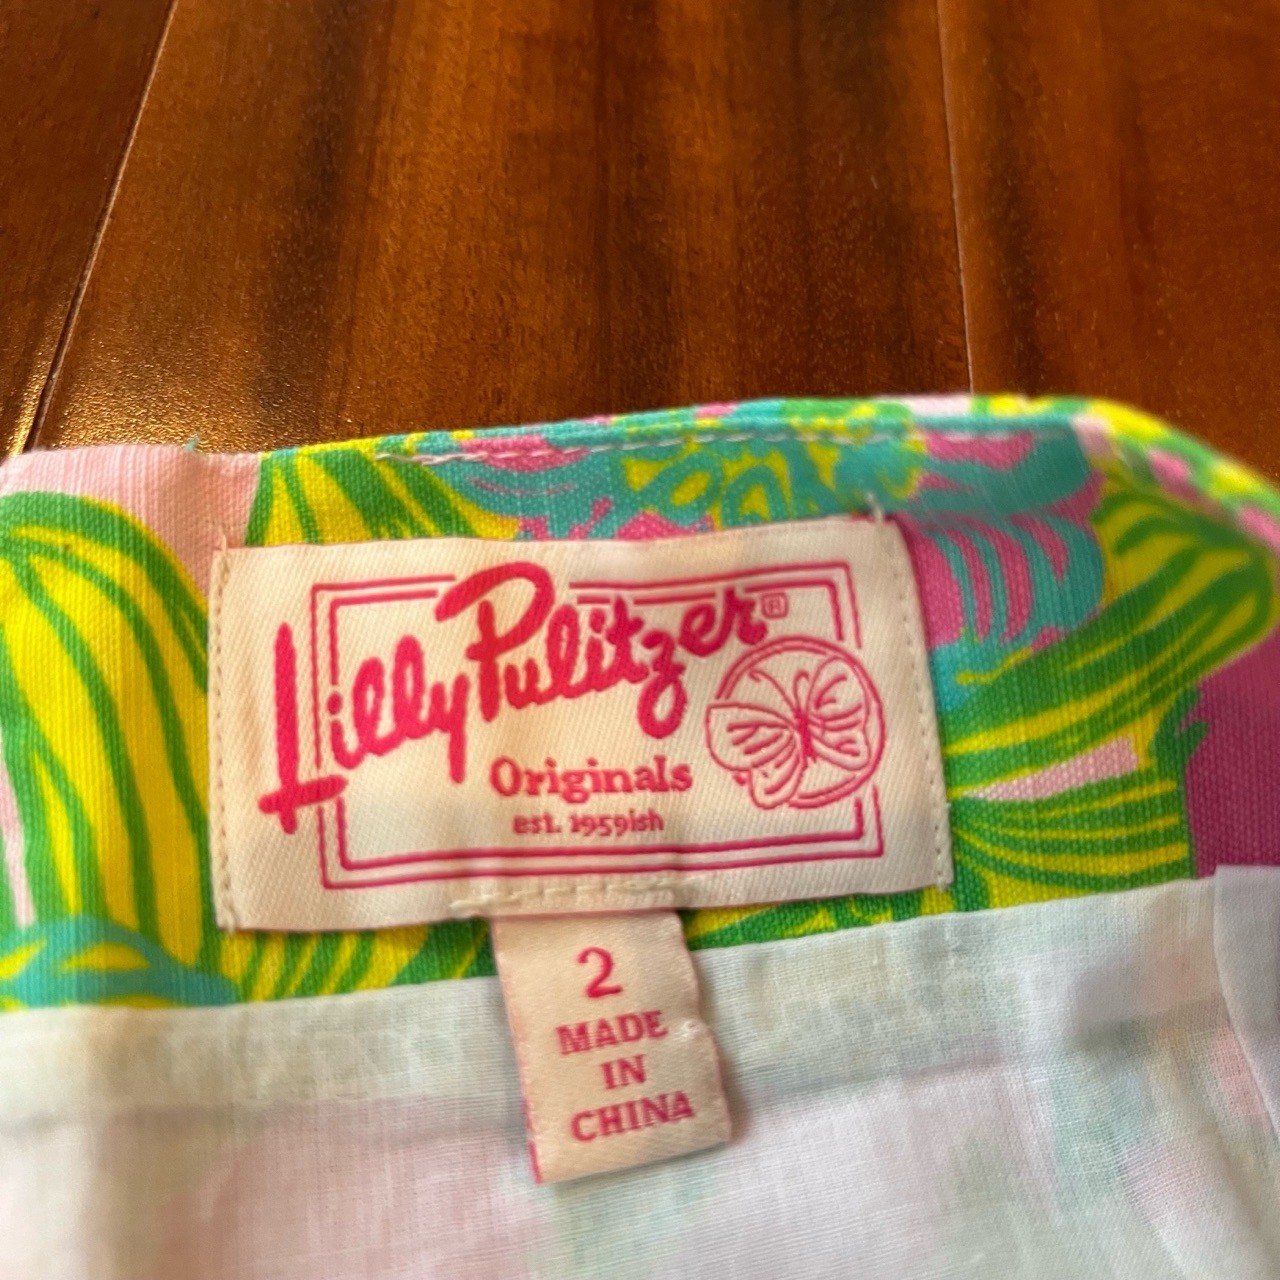 Lilly Pulitzer®
Originals
est. 1959ish
2
MADE
IN
CHINA